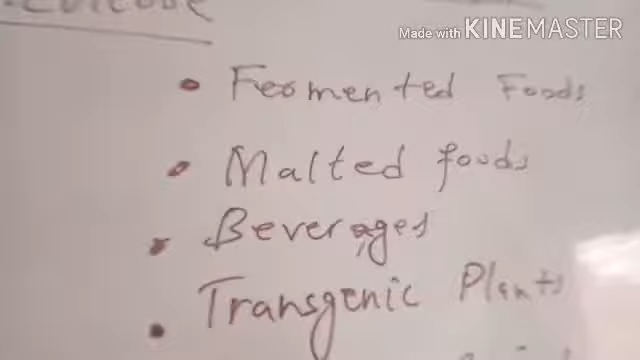 Made with KINEMASTER
• Fermented Foods
• Malted foods
• Beverages
• Transgenic Plants